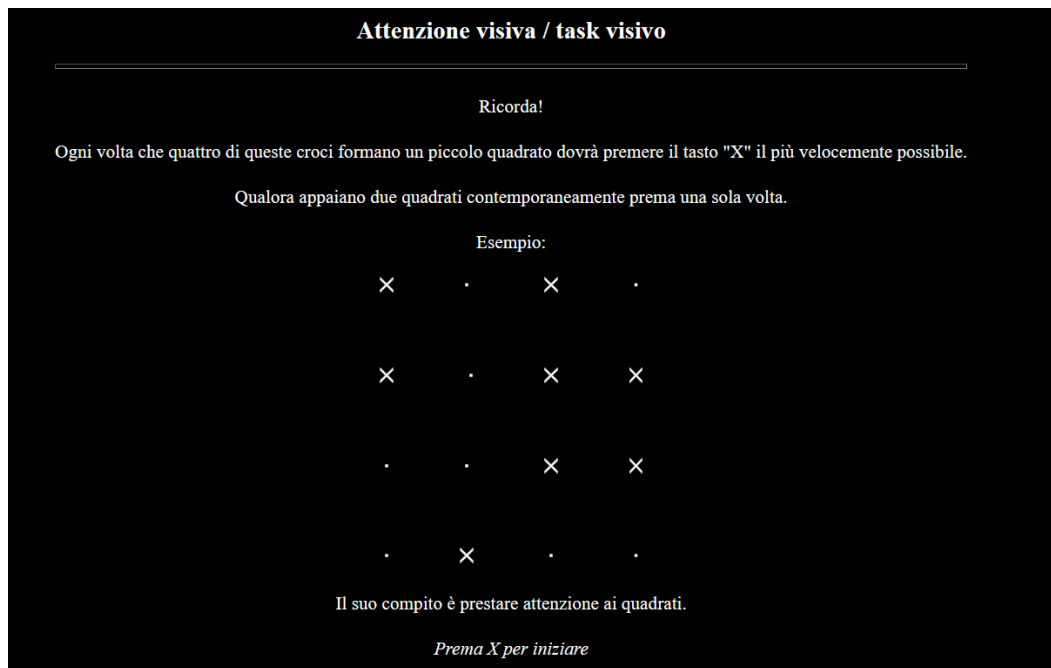 Attenzione visiva / task visivo
Ricorda!
Ogni volta che quattro di queste croci formano un piccolo quadrato dovrà premere il tasto "X" il più velocemente possibile.
Qualora appaiano due quadrati contemporaneamente prema una sola volta.
Esempio:
× · × ·
× · × ×
· · × ×
· × · ·
Il suo compito è prestare attenzione ai quadrati.
Prema X per iniziare